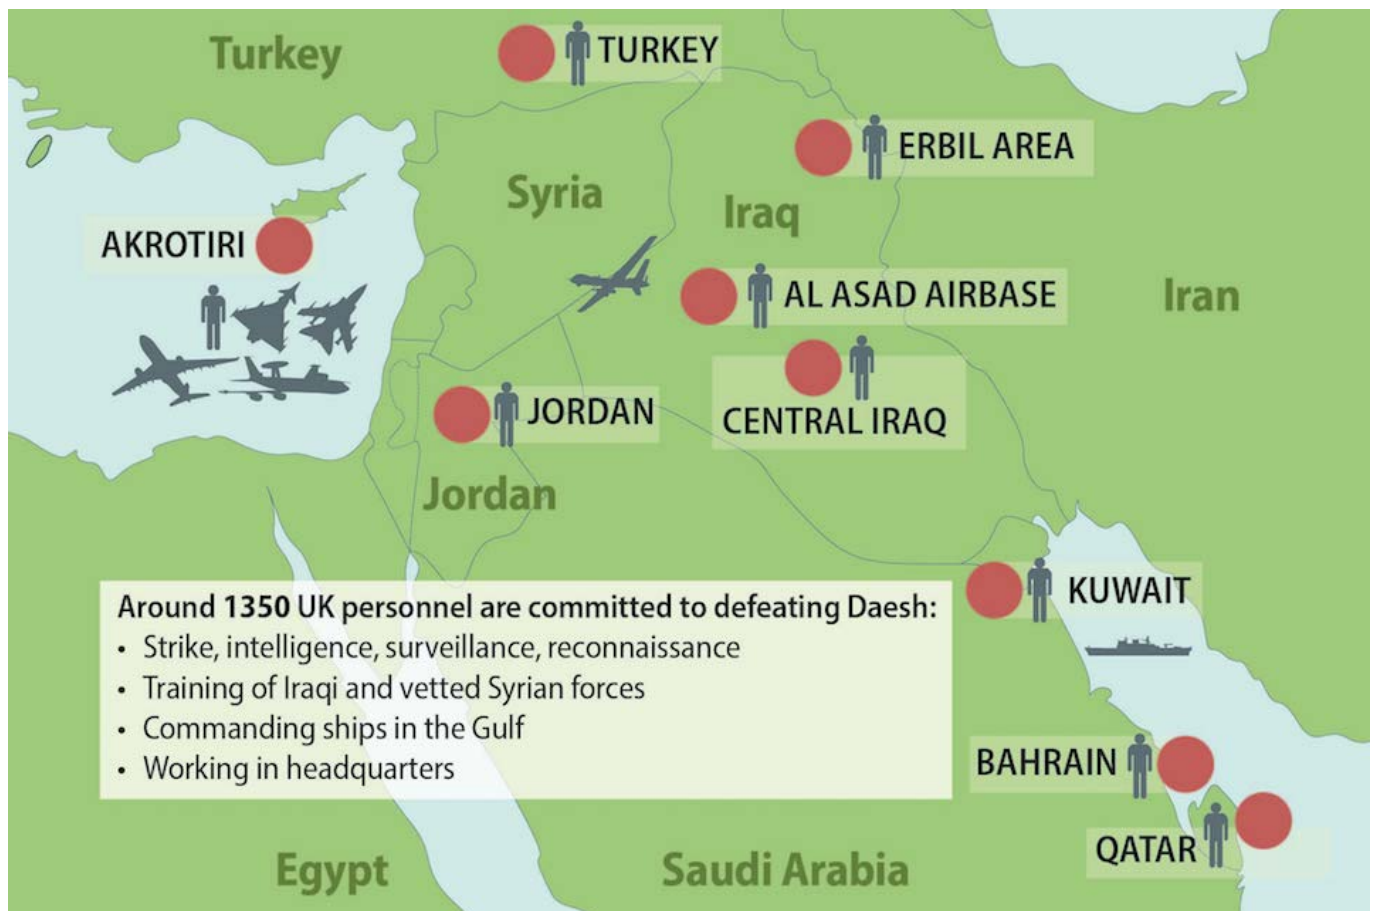 Turkey
TURKEY
ERBIL AREA
Syria
Iraq
AKROTIRI
AL ASAD AIRBASE
Iran
JORDAN
CENTRAL IRAQ
Jordan
KUWAIT
Around 1350 UK personnel are committed to defeating Daesh:
• Strike, intelligence, surveillance, reconnaissance
• Training of Iraqi and vetted Syrian forces
• Commanding ships in the Gulf
• Working in headquarters
BAHRAIN
QATAR
Egypt
Saudi Arabia